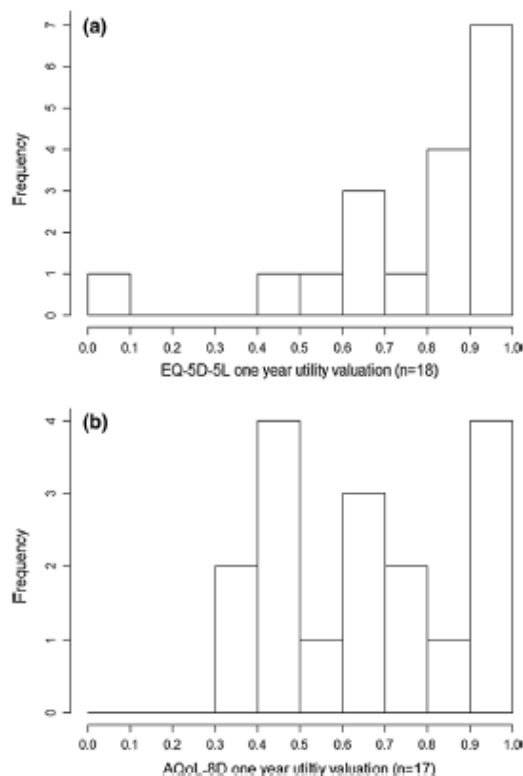 (a)
Frequency
7
6
5
4
3
2
1
0
0.0 0.1 0.2 0.3 0.4 0.5 0.6 0.7 0.8 0.9 1.0
EQ-5D-5L one year utility valuation (n=18)
(b)
Frequency
4
3
2
1
0
0.0 0.1 0.2 0.3 0.4 0.5 0.6 0.7 0.8 0.9 1.0
AQoL-8D one year utiltiy valuation (n=17)